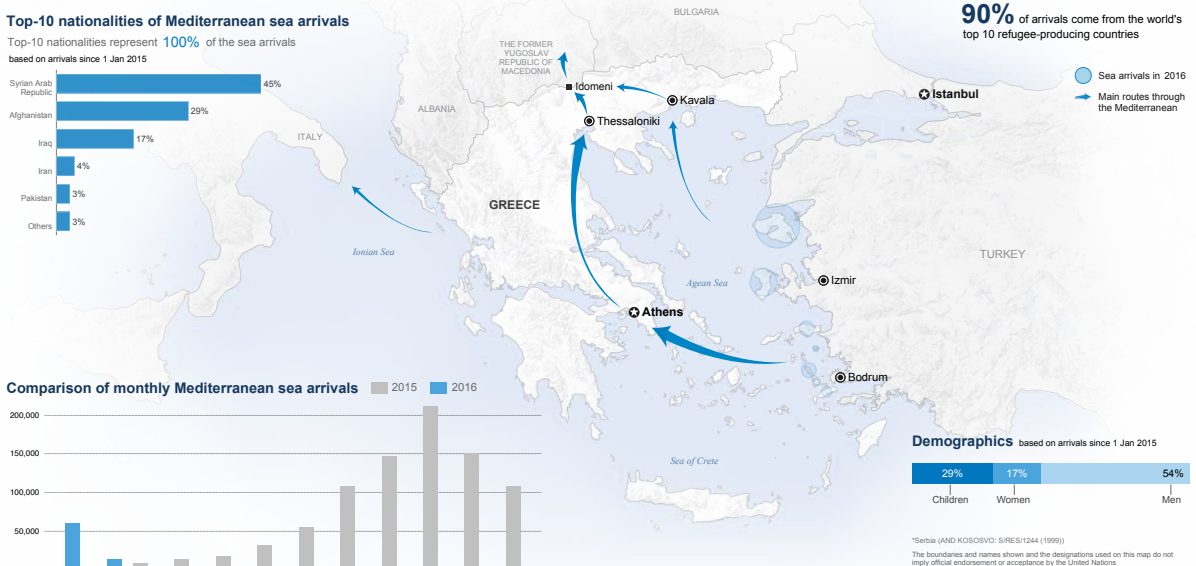 Top-10 nationalities of Mediterranean sea arrivals
Top-10 nationalities represent 100% of the sea arrivals
based on arrivals since 1 Jan 2015
Syrian Arab
Republic
45%
Afghanistan
29%
Iraq
17%
Iran
4%
Pakistan
3%
Others
3%
90% of arrivals come from the world's
top 10 refugee-producing countries
Sea arrivals in 2016
Main routes through
the Mediterranean
BULGARIA
THE FORMER
YUGOSLAV
REPUBLIC OF
MACEDONIA
ALBANIA
ITALY
Idomeni
Kavala
Thessaloniki
Istanbul
GREECE
Ionian Sea
Agean Sea
TURKEY
Izmir
Athens
Bodrum
Sea of Crete
Comparison of monthly Mediterranean sea arrivals
2015
2016
200,000
150,000
100,000
50,000
Demographics based on arrivals since 1 Jan 2015
29%
17%
54%
Children
Women
Men
*Serbia (AND KOSOSVO: S/RES/1244 (1999))
The boundaries and names shown and the designations used on this map do not
imply official endorsement or acceptance by the United Nations